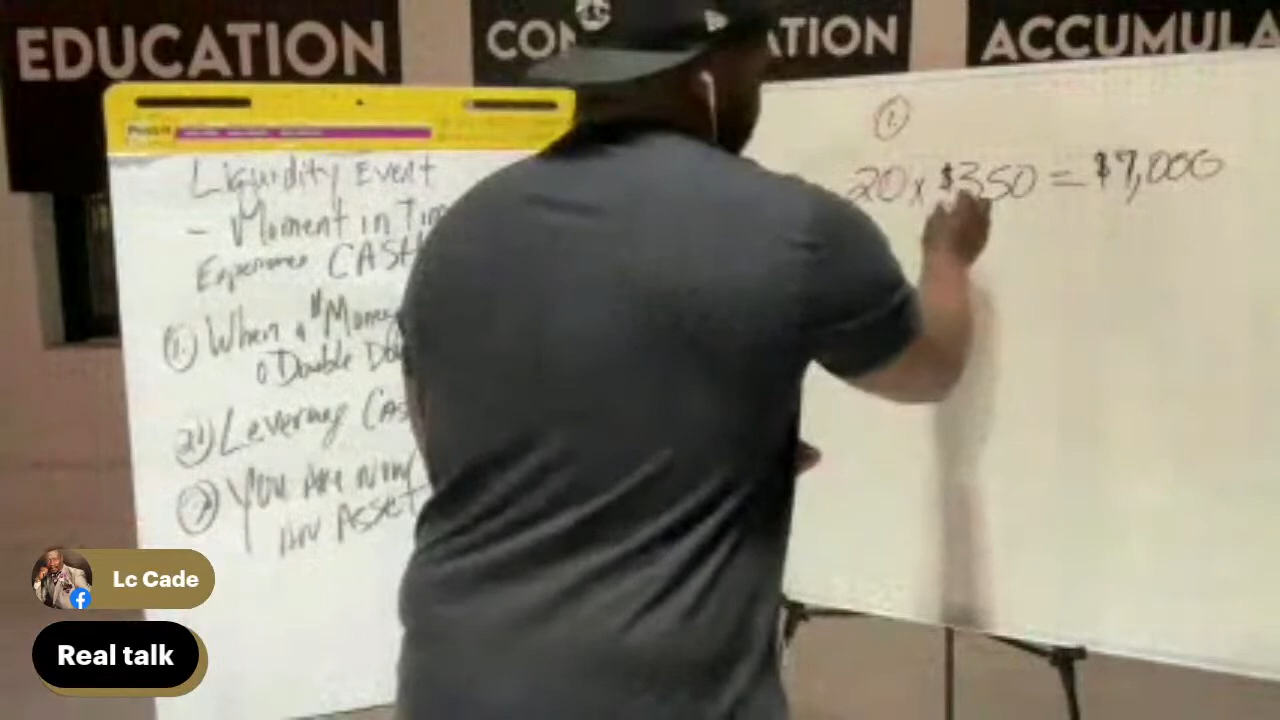 EDUCATION
CON
ATION
ACCUMULA
Liquidity Event
- Moment in Tim
Experience CASH
1. When a "Money
Double Do
2. Leverag Cas
3 You Are now
an ASSET
1.
20 x $350 = $7,000
Lc Cade
Real talk